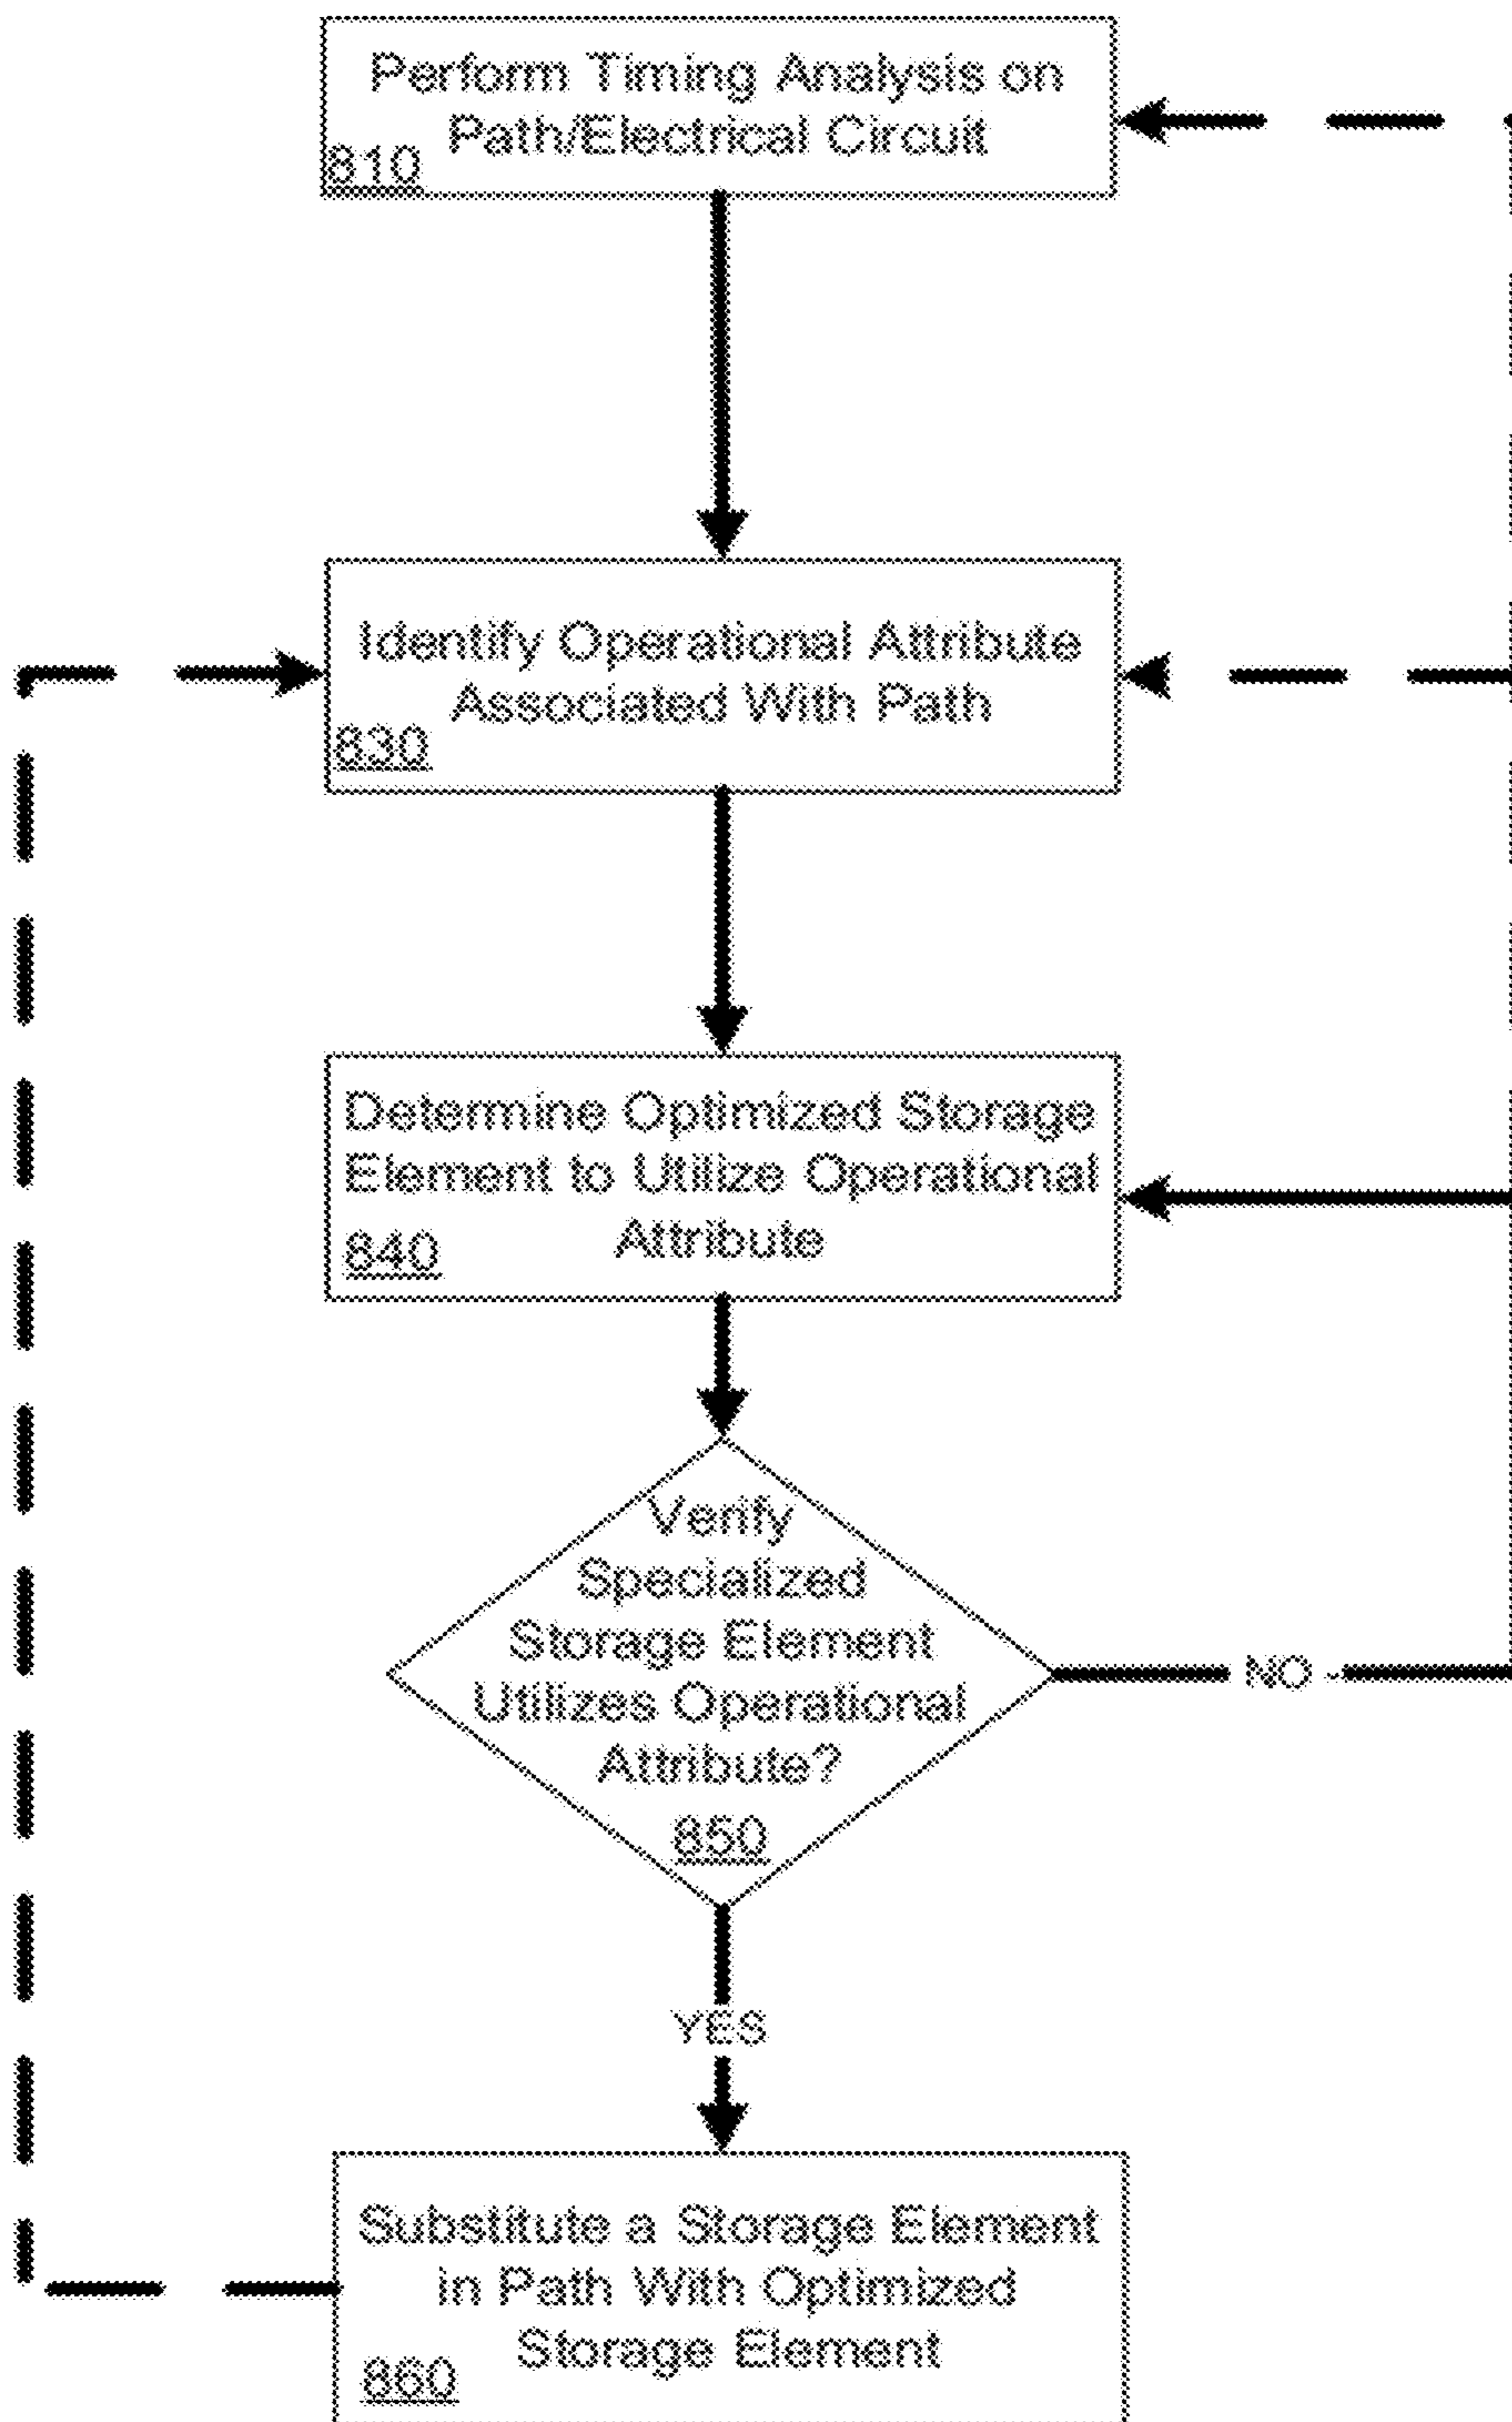 Perform Timing Analysis on
Path/Electrical Circuit
810
Identify Operational Attribute
Associated With Path
830
Determine Optimized Storage
Element to Utilize Operational
Attribute
840
Verify
Specialized
Storage Element
Utilizes Operational
Attribute?
850
NO
YES
Substitute a Storage Element
in Path With Optimized
Storage Element
860